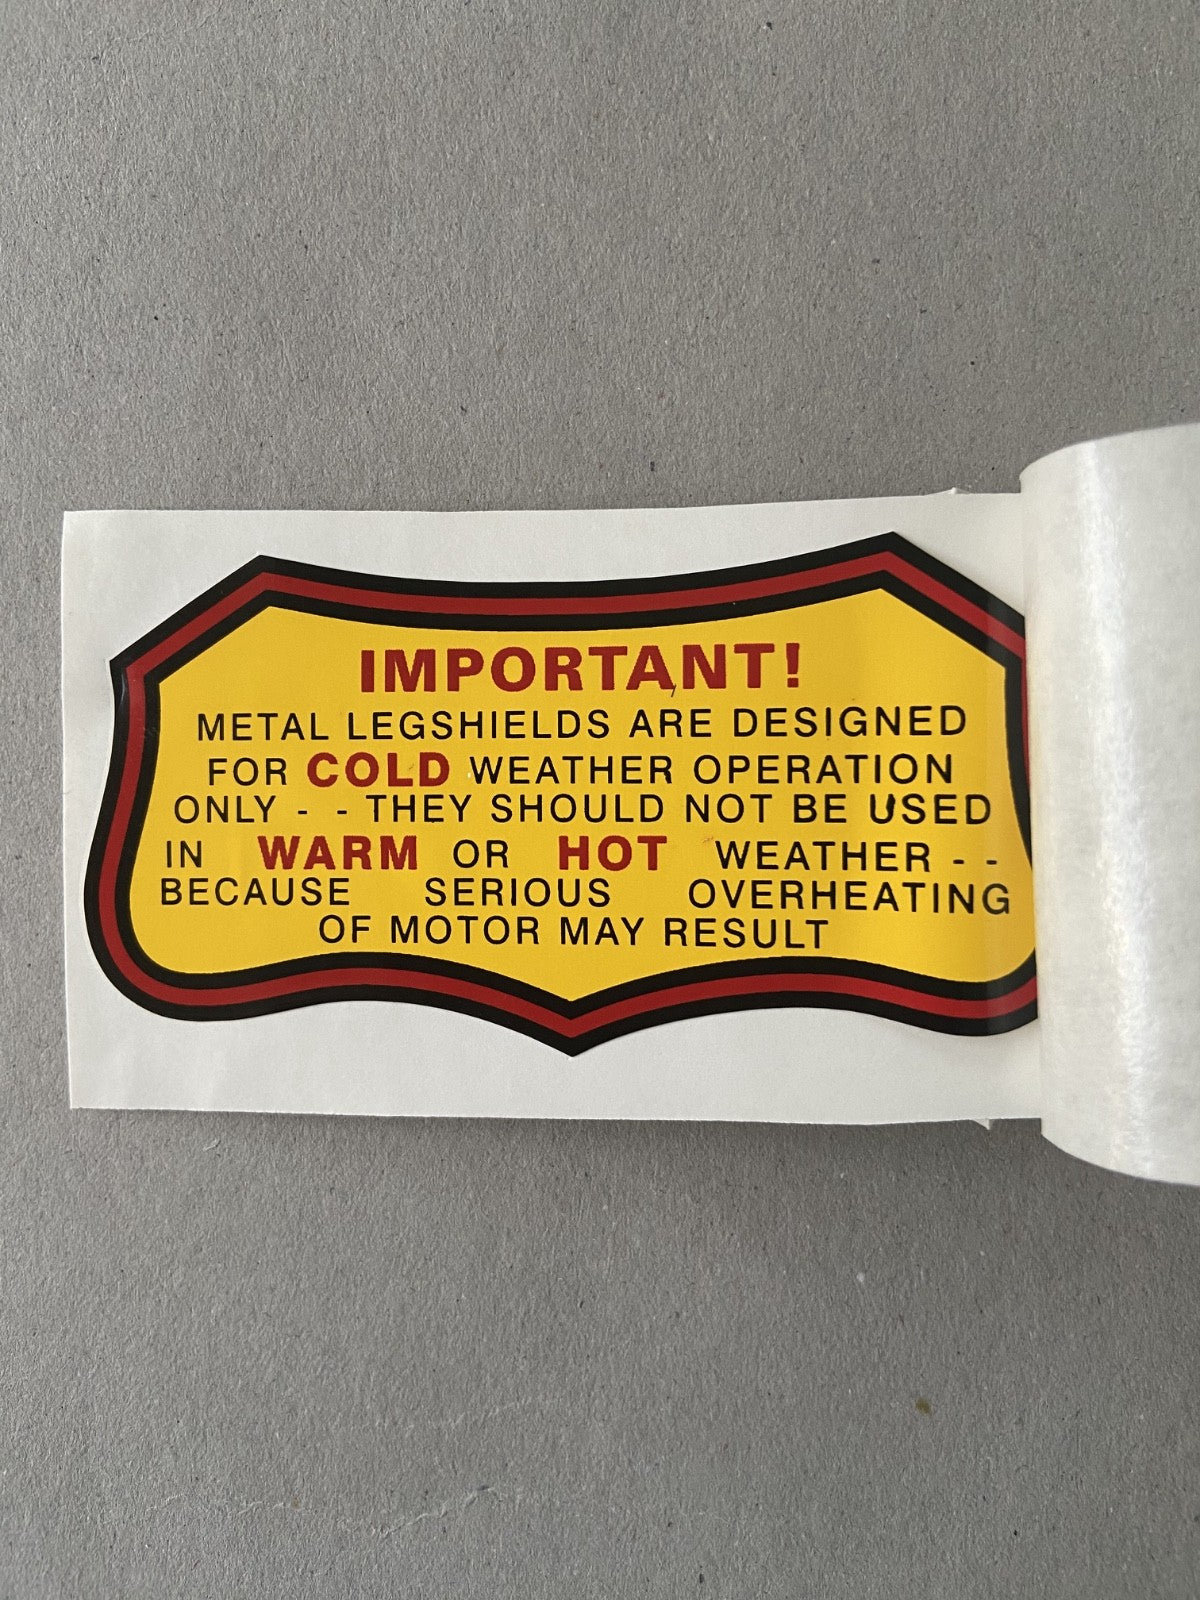 IMPORTANT!
METAL LEGSHIELDS ARE DESIGNED
FOR COLD WEATHER OPERATION
ONLY - - THEY SHOULD NOT BE USED
IN WARM OR HOT WEATHER - -
BECAUSE SERIOUS OVERHEATING
OF MOTOR MAY RESULT